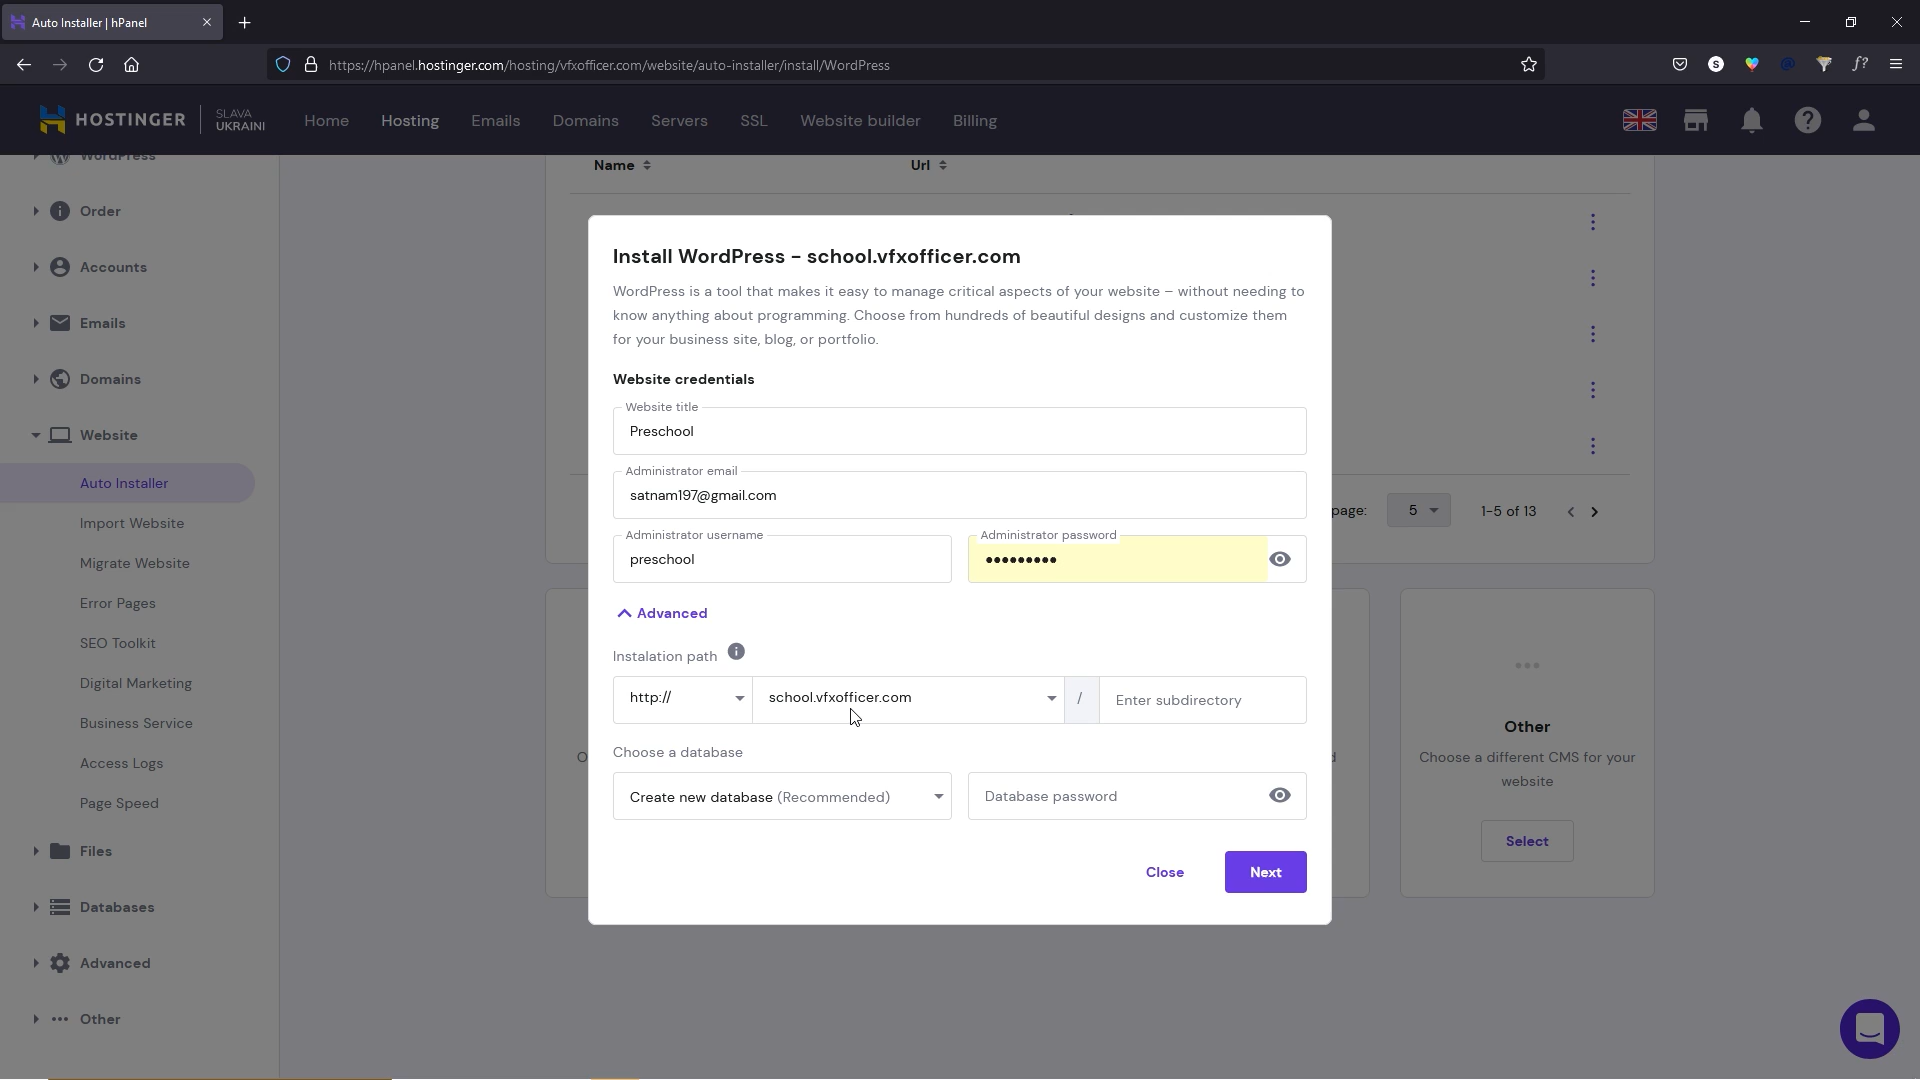 Auto Installer | hPanel
https://hpanel.hostinger.com/hosting/vfxofficer.com/website/auto-installer/install/WordPress
HOSTINGER
SLAVA
UKRAINI
Home
Hosting
Emails
Domains
Servers
SSL
Website builder
Billing
WordPress
Name
Url
Order
Accounts
Emails
Domains
Website
Auto Installer
Import Website
Migrate Website
Error Pages
SEO Toolkit
Digital Marketing
Business Service
Access Logs
Page Speed
Files
Databases
Advanced
Other
Install WordPress - school.vfxofficer.com
WordPress is a tool that makes it easy to manage critical aspects of your website – without needing to
know anything about programming. Choose from hundreds of beautiful designs and customize them
for your business site, blog, or portfolio.
Website credentials
Website title
Preschool
Administrator email
satnam197@gmail.com
Administrator username
preschool
Administrator password
•••••••••
Advanced
Instalation path
http://
school.vfxofficer.com
/
Enter subdirectory
Choose a database
Create new database (Recommended)
Database password
Close
Next
page:
5
1-5 of 13
Other
Choose a different CMS for your
website
Select